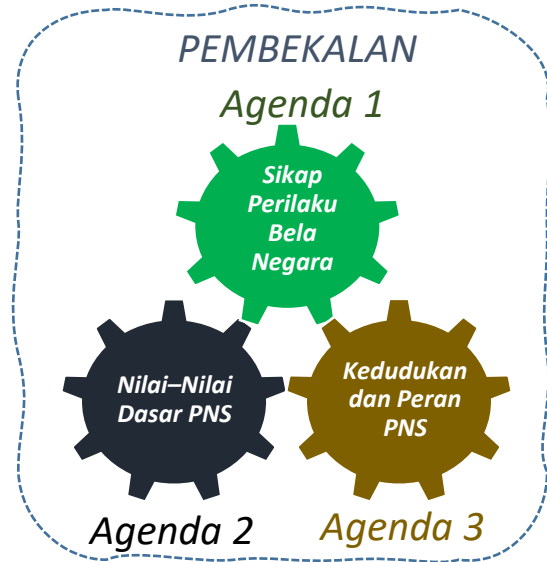 PEMBEKALAN
Agenda 1
Sikap
Perilaku
Bela
Negara
Nilai–Nilai
Dasar PNS
Kedudukan
dan Peran
PNS
Agenda 2
Agenda 3